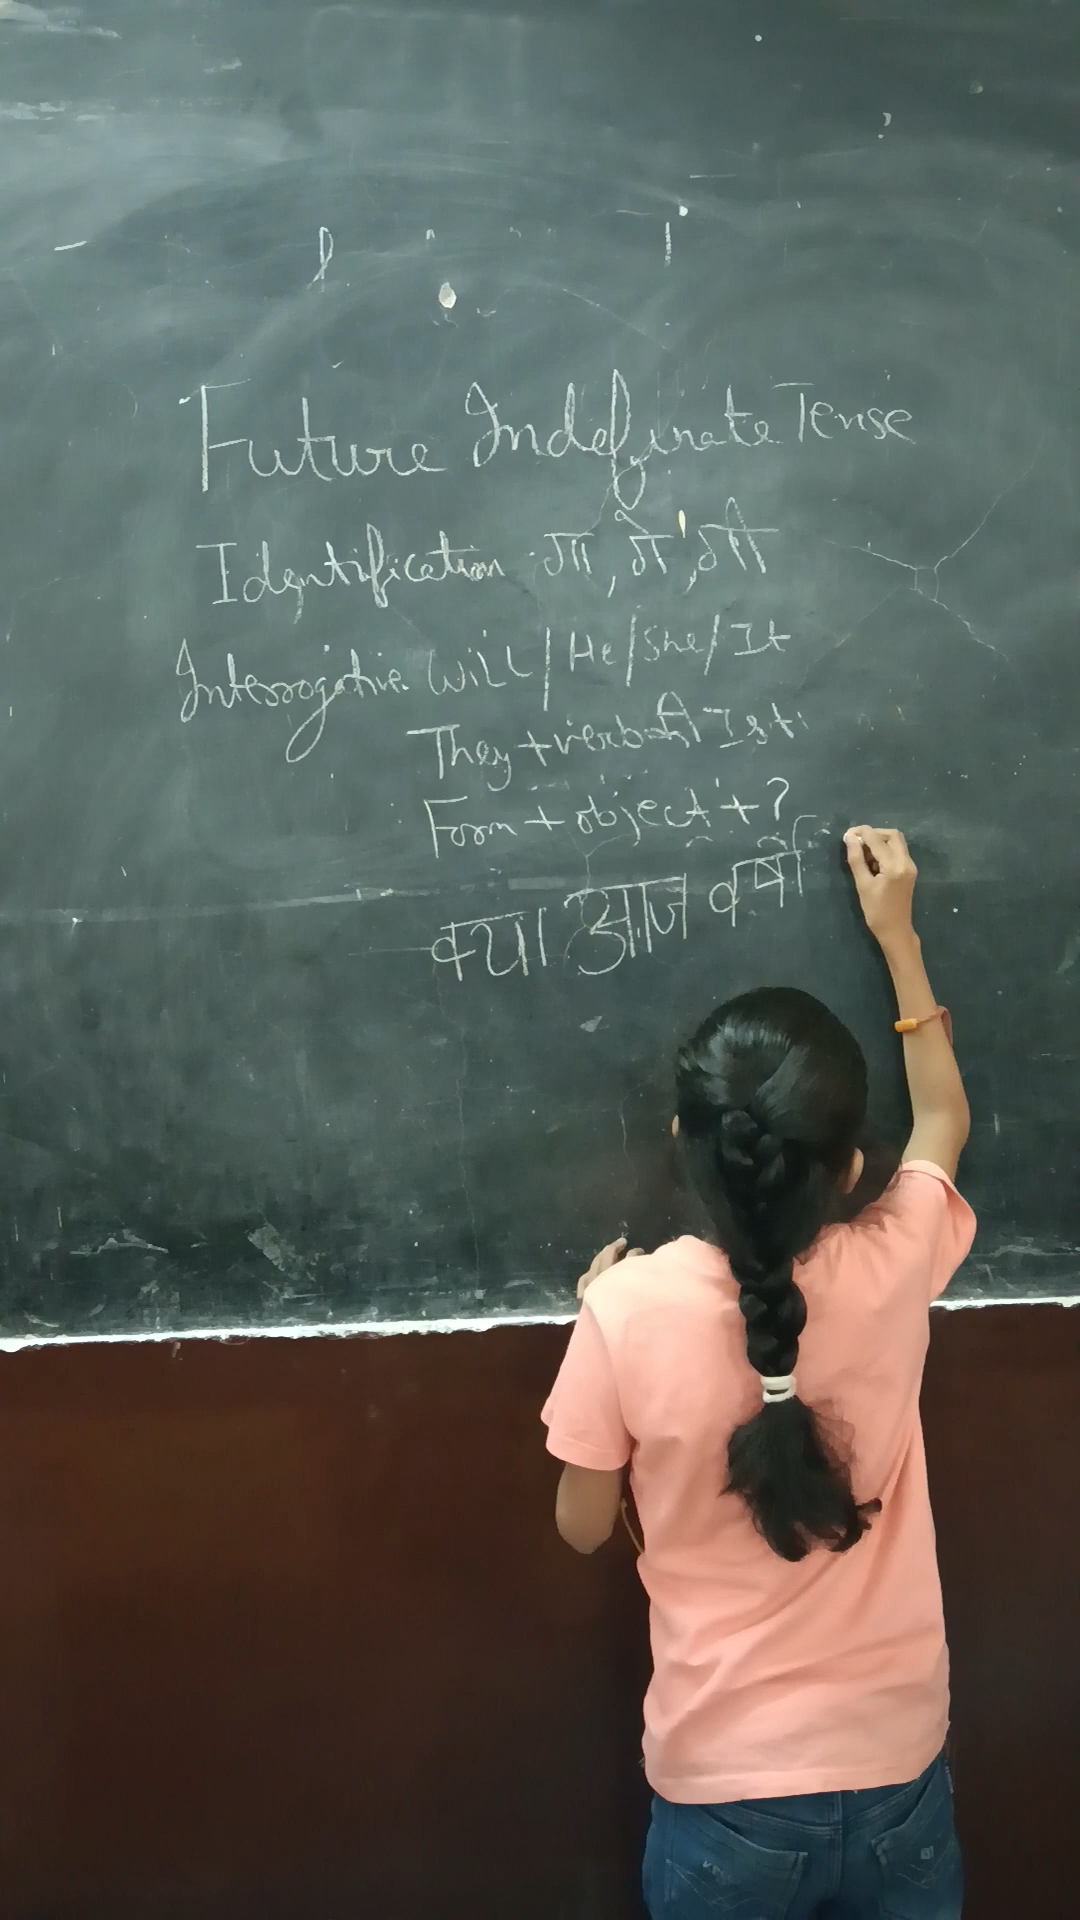 Future Indefinate Tense
Identification गा, गे, गी
Interrogative Will/He/She/It
They + verb Ist
Form + object + ?
क्या आज वर्षा